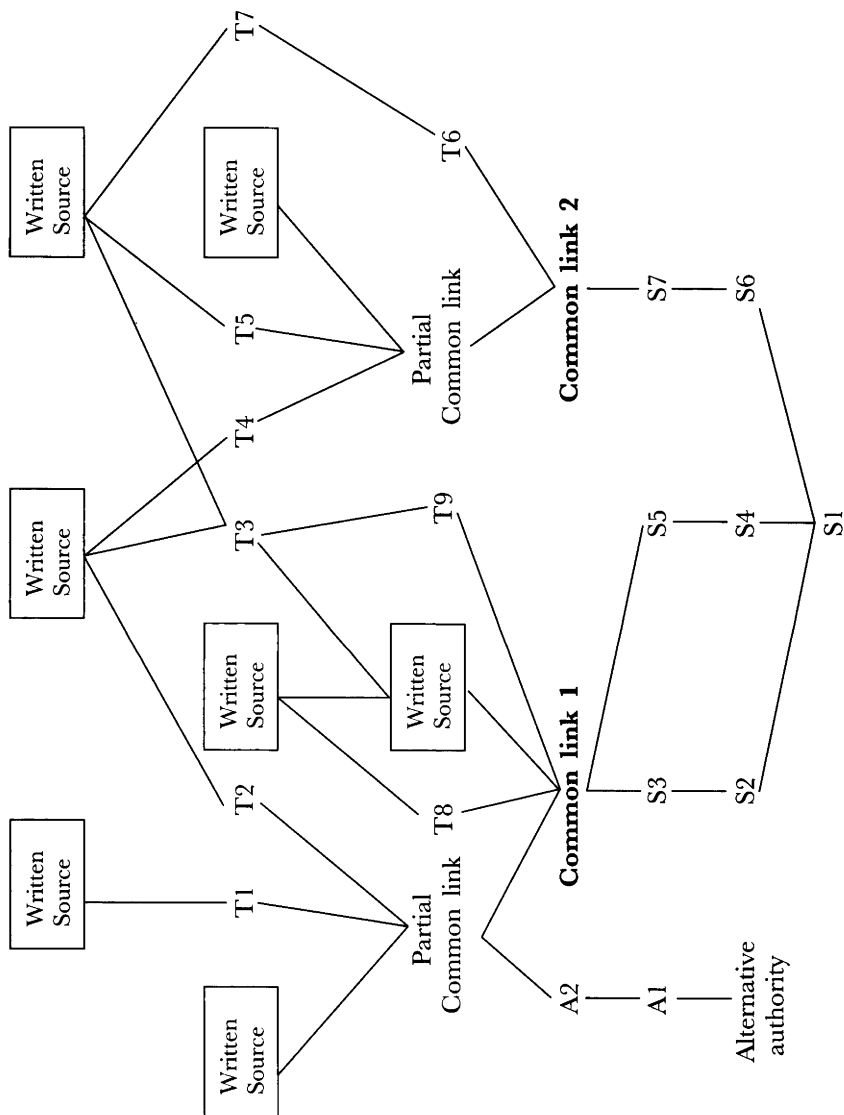 Written
Source
Written
Source
Written
Source
T1
T2
T3
T4
T5
T7
Written
Source
Written
Source
Written
Source
Partial
Common link
T8
Written
Source
T9
Partial
Common link
T6
A2
Common link 1
Common link 2
A1
S3
S5
S7
Alternative
authority
S2
S4
S6
S1